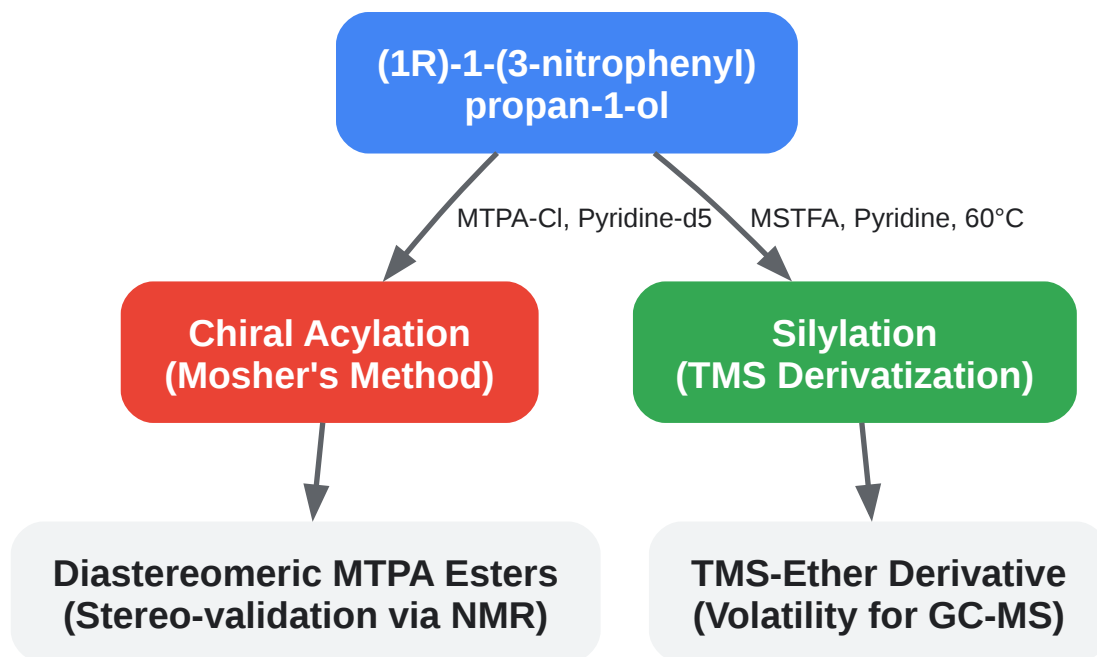 (1R)-1-(3-nitrophenyl)
propan-1-ol
MTPA-Cl, Pyridine-d5
MSTFA, Pyridine, 60°C
Chiral Acylation
(Mosher's Method)
Silylation
(TMS Derivatization)
Diastereomeric MTPA Esters
(Stereo-validation via NMR)
TMS-Ether Derivative
(Volatility for GC-MS)